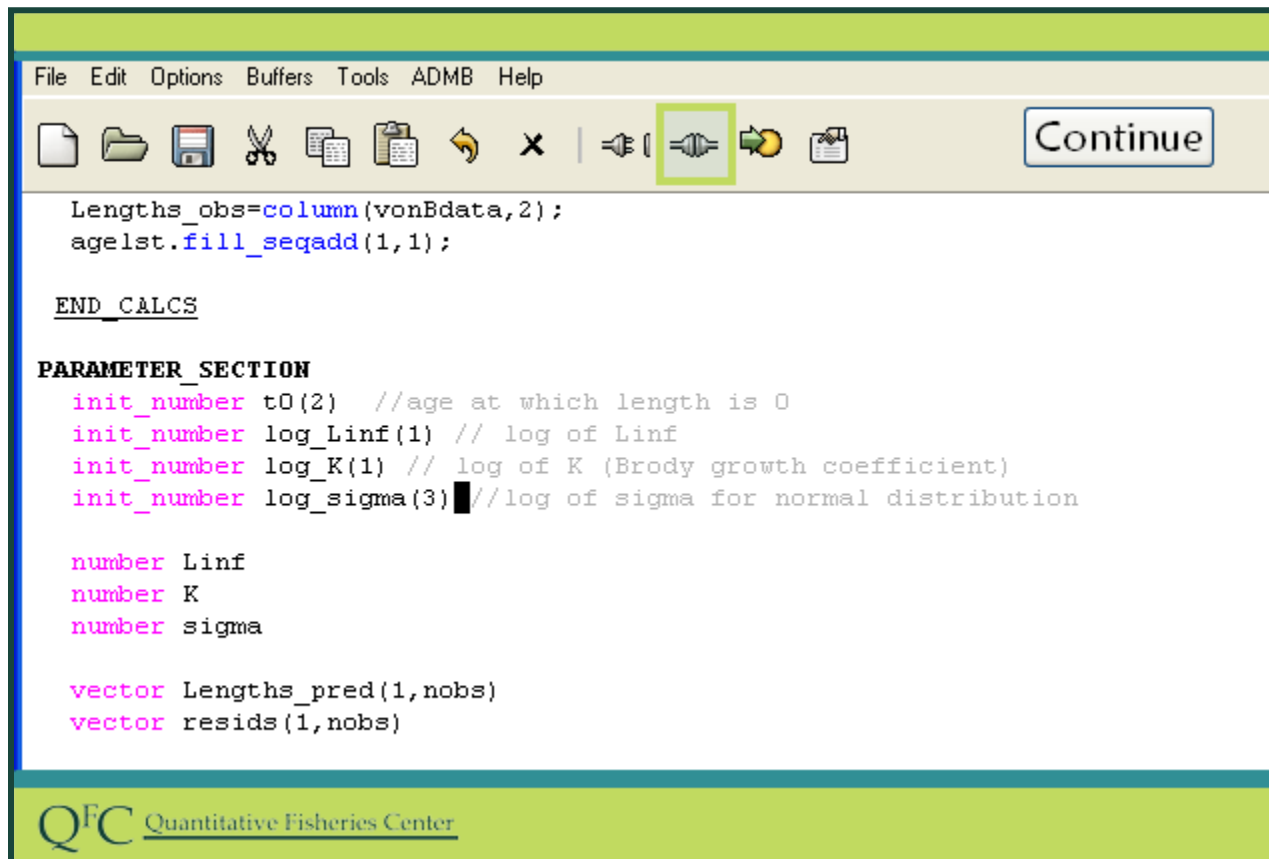 File Edit Options Buffers Tools ADMB Help
Continue
Lengths_obs=column(vonBdata,2);
agelst.fill_seqadd(1,1);
END_CALCS
PARAMETER_SECTION
init_number t0(2) //age at which length is 0
init_number log_Linf(1) // log of Linf
init_number log_K(1) // log of K (Brody growth coefficient)
init_number log_sigma(3) //log of sigma for normal distribution
number Linf
number K
number sigma
vector Lengths_pred(1,nobs)
vector resids(1,nobs)
QFC Quantitative Fisheries Center